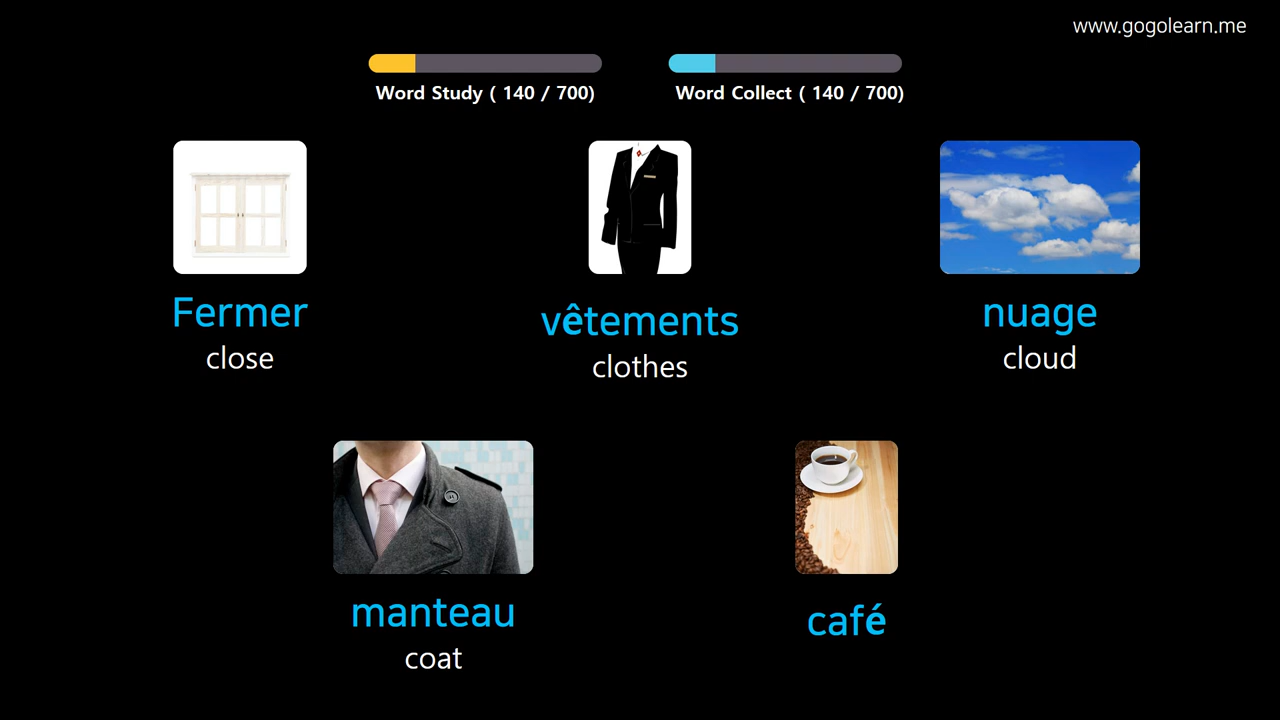 www.gogolearn.me
Word Study ( 140 / 700)
Word Collect ( 140 / 700)
Fermer
close
vêtements
clothes
nuage
cloud
manteau
coat
café